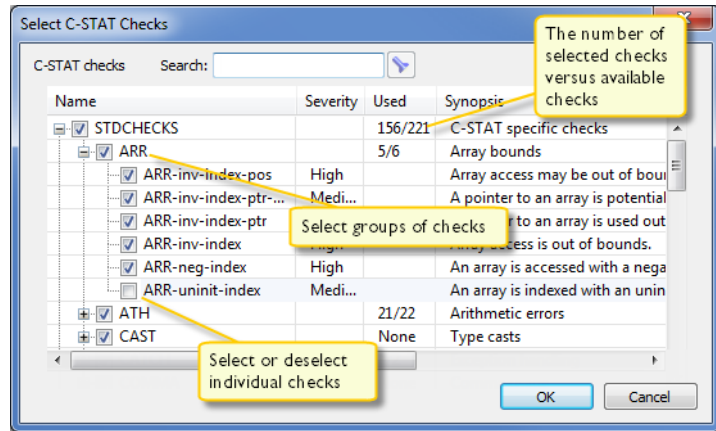 Select C-STAT Checks
The number of
selected checks
versus available
checks
C-STAT checks Search:
Name Severity Used Synopsis
STDCHECKS 156/221 C-STAT specific checks
ARR 5/6 Array bounds
ARR-inv-index-pos High Array access may be out of boun
ARR-inv-index-ptr-... Medi... A pointer to an array is potential
ARR-inv-index-ptr to an array is used out
Select groups of checks
ARR-inv-index access is out of bounds.
ARR-neg-index High An array is accessed with a nega
ARR-uninit-index Medi... An array is indexed with an unin
ATH 21/22 Arithmetic errors
CAST None Type casts
Select or deselect
individual checks
OK Cancel